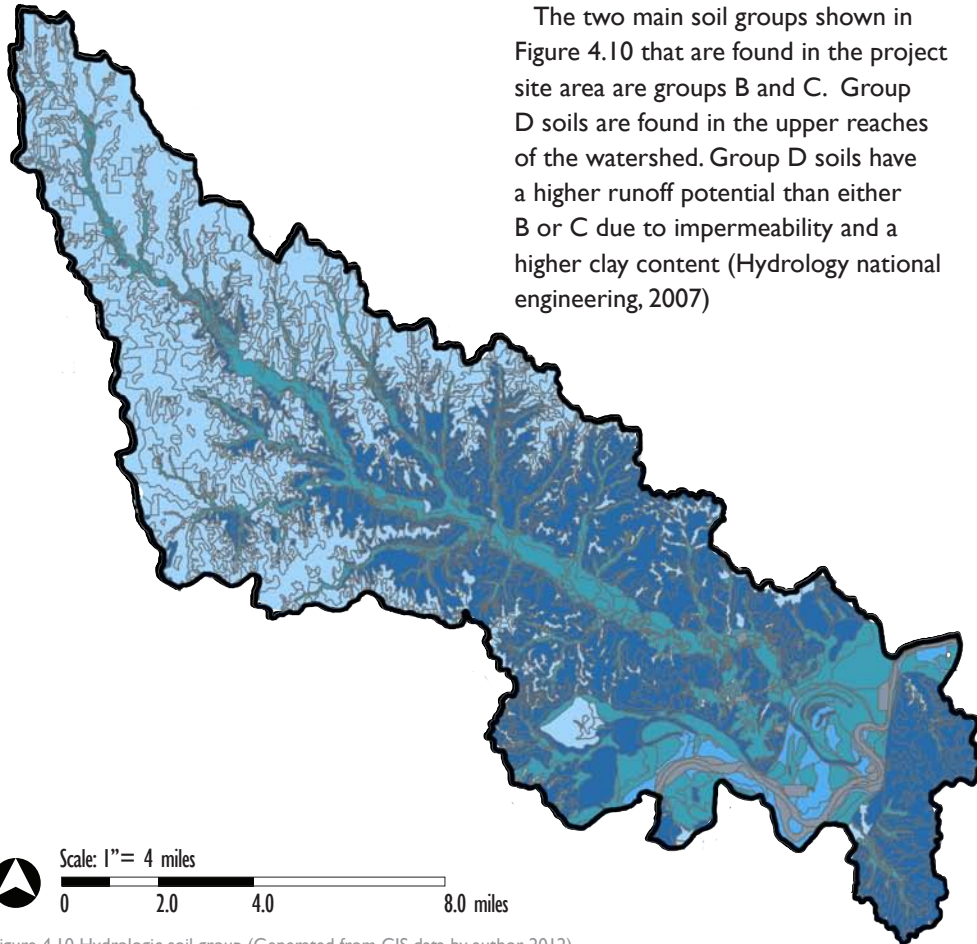 The two main soil groups shown in
Figure 4.10 that are found in the project
site area are groups B and C. Group
D soils are found in the upper reaches
of the watershed. Group D soils have
a higher runoff potential than either
B or C due to impermeability and a
higher clay content (Hydrology national
engineering, 2007)
Scale: 1"= 4 miles
0 2.0 4.0 8.0 miles
Figure 4.10 Hydrologic soil group (Generated from GIS data by author 2012)